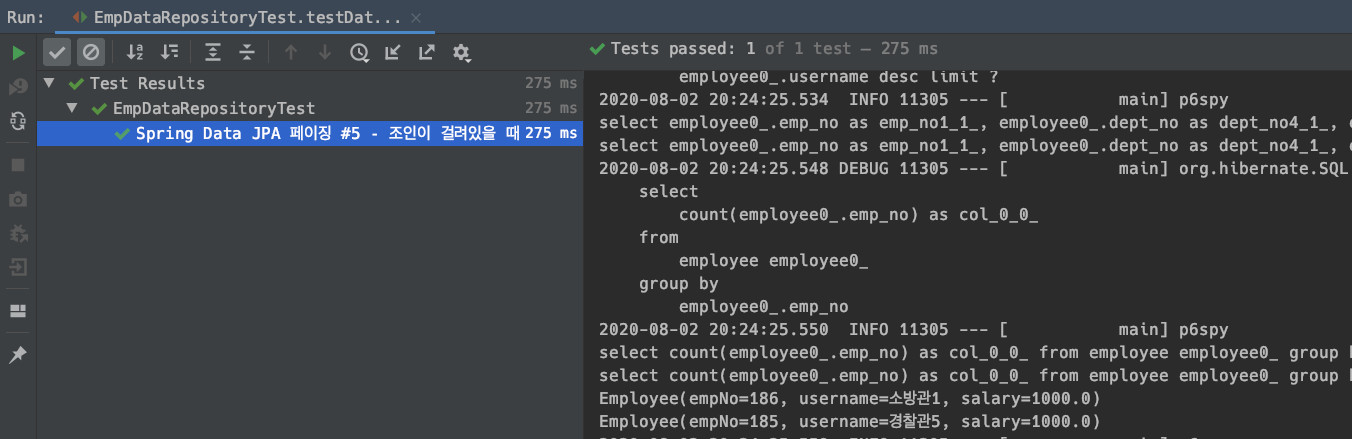 Run: EmpDataRepositoryTest.testDat...
Tests passed: 1 of 1 test – 275 ms
Test Results 275 ms
EmpDataRepositoryTest 275 ms
Spring Data JPA 페이징 #5 - 조인이 걸려있을 때 275 ms
employee0_.username desc limit ?
2020-08-02 20:24:25.534 INFO 11305 --- [ main] p6spy
select employee0_.emp_no as emp_no1_1_, employee0_.dept_no as dept_no4_1_,
select employee0_.emp_no as emp_no1_1_, employee0_.dept_no as dept_no4_1_,
2020-08-02 20:24:25.548 DEBUG 11305 --- [ main] org.hibernate.SQL
select
count(employee0_.emp_no) as col_0_0_
from
employee employee0_
group by
employee0_.emp_no
2020-08-02 20:24:25.550 INFO 11305 --- [ main] p6spy
select count(employee0_.emp_no) as col_0_0_ from employee employee0_ group
select count(employee0_.emp_no) as col_0_0_ from employee employee0_ group
Employee(empNo=186, username=소방관1, salary=1000.0)
Employee(empNo=185, username=경찰관5, salary=1000.0)